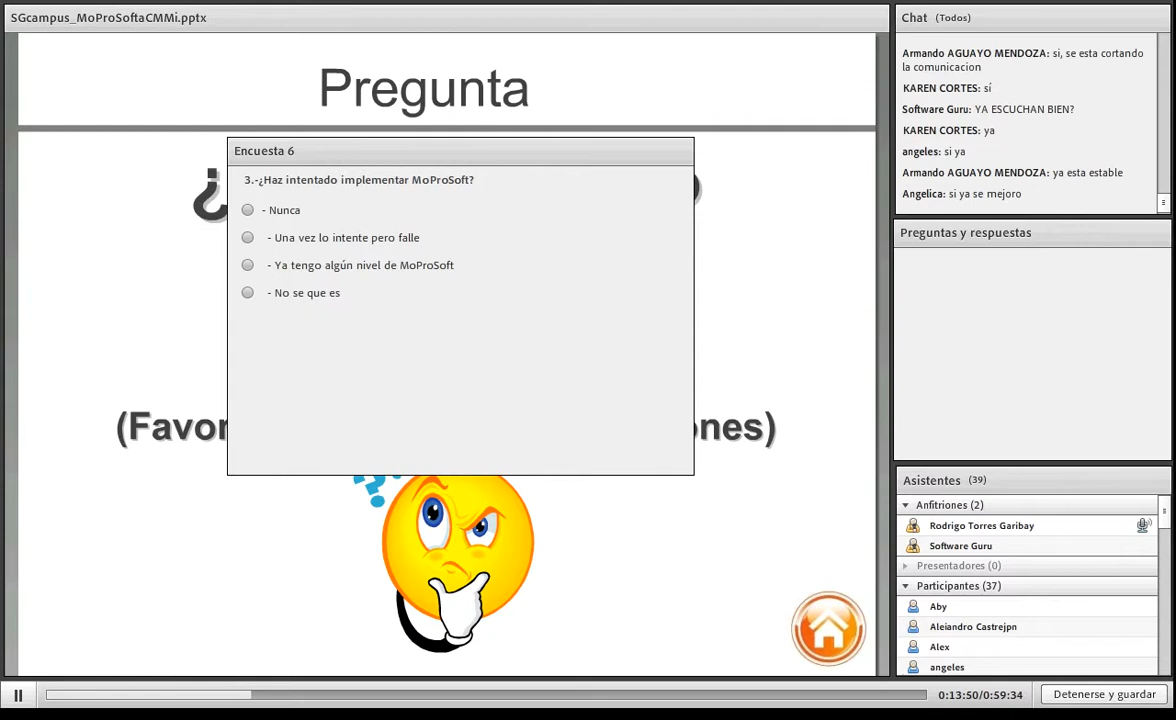 SGcampus_MoProSoftaCMMi.pptx
Pregunta
¿
(Favor
ones)
Encuesta 6
3.-¿Haz intentado implementar MoProSoft?
- Nunca
- Una vez lo intente pero falle
- Ya tengo algún nivel de MoProSoft
- No se que es
Chat (Todos)
Armando AGUAYO MENDOZA: si, se esta cortando
la comunicacion
KAREN CORTES: sí
Software Guru: YA ESCUCHAN BIEN?
KAREN CORTES: ya
angeles: si ya
Armando AGUAYO MENDOZA: ya esta estable
Angelica: si ya se mejoro
Preguntas y respuestas
Asistentes (39)
Anfitriones (2)
Rodrigo Torres Garibay
Software Guru
Presentadores (0)
Participantes (37)
Aby
Alejandro Castrejpn
Alex
angeles
0:13:50/0:59:34
Detenerse y guardar